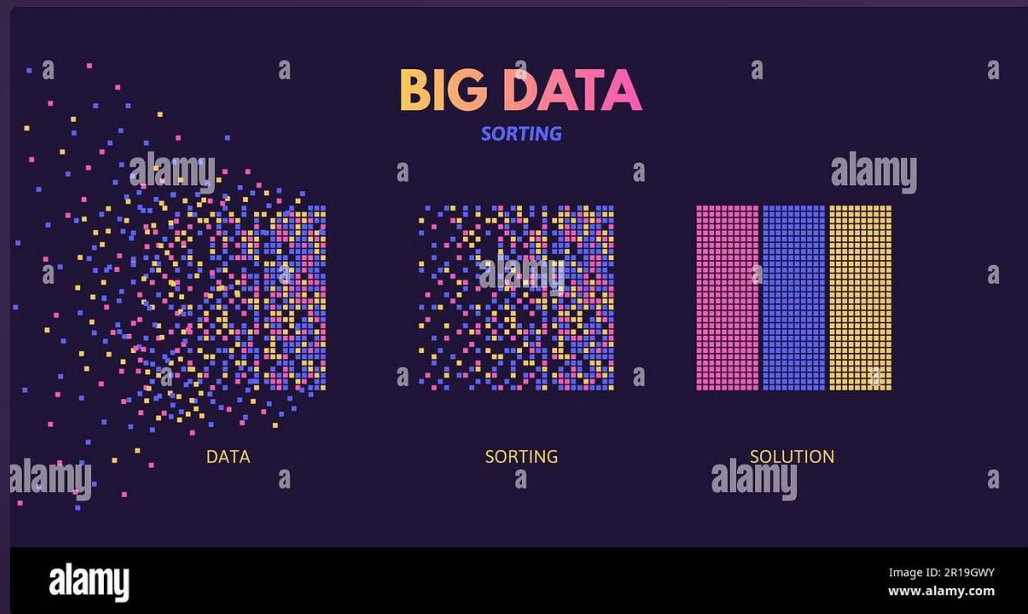 a a a a
BIG DATA
SORTING
alamy a a alamy
a alamy a a
a a a a
DATA SORTING SOLUTION
alamy a a alamy a
alamy
Image ID: 2R19GWY
www.alamy.com